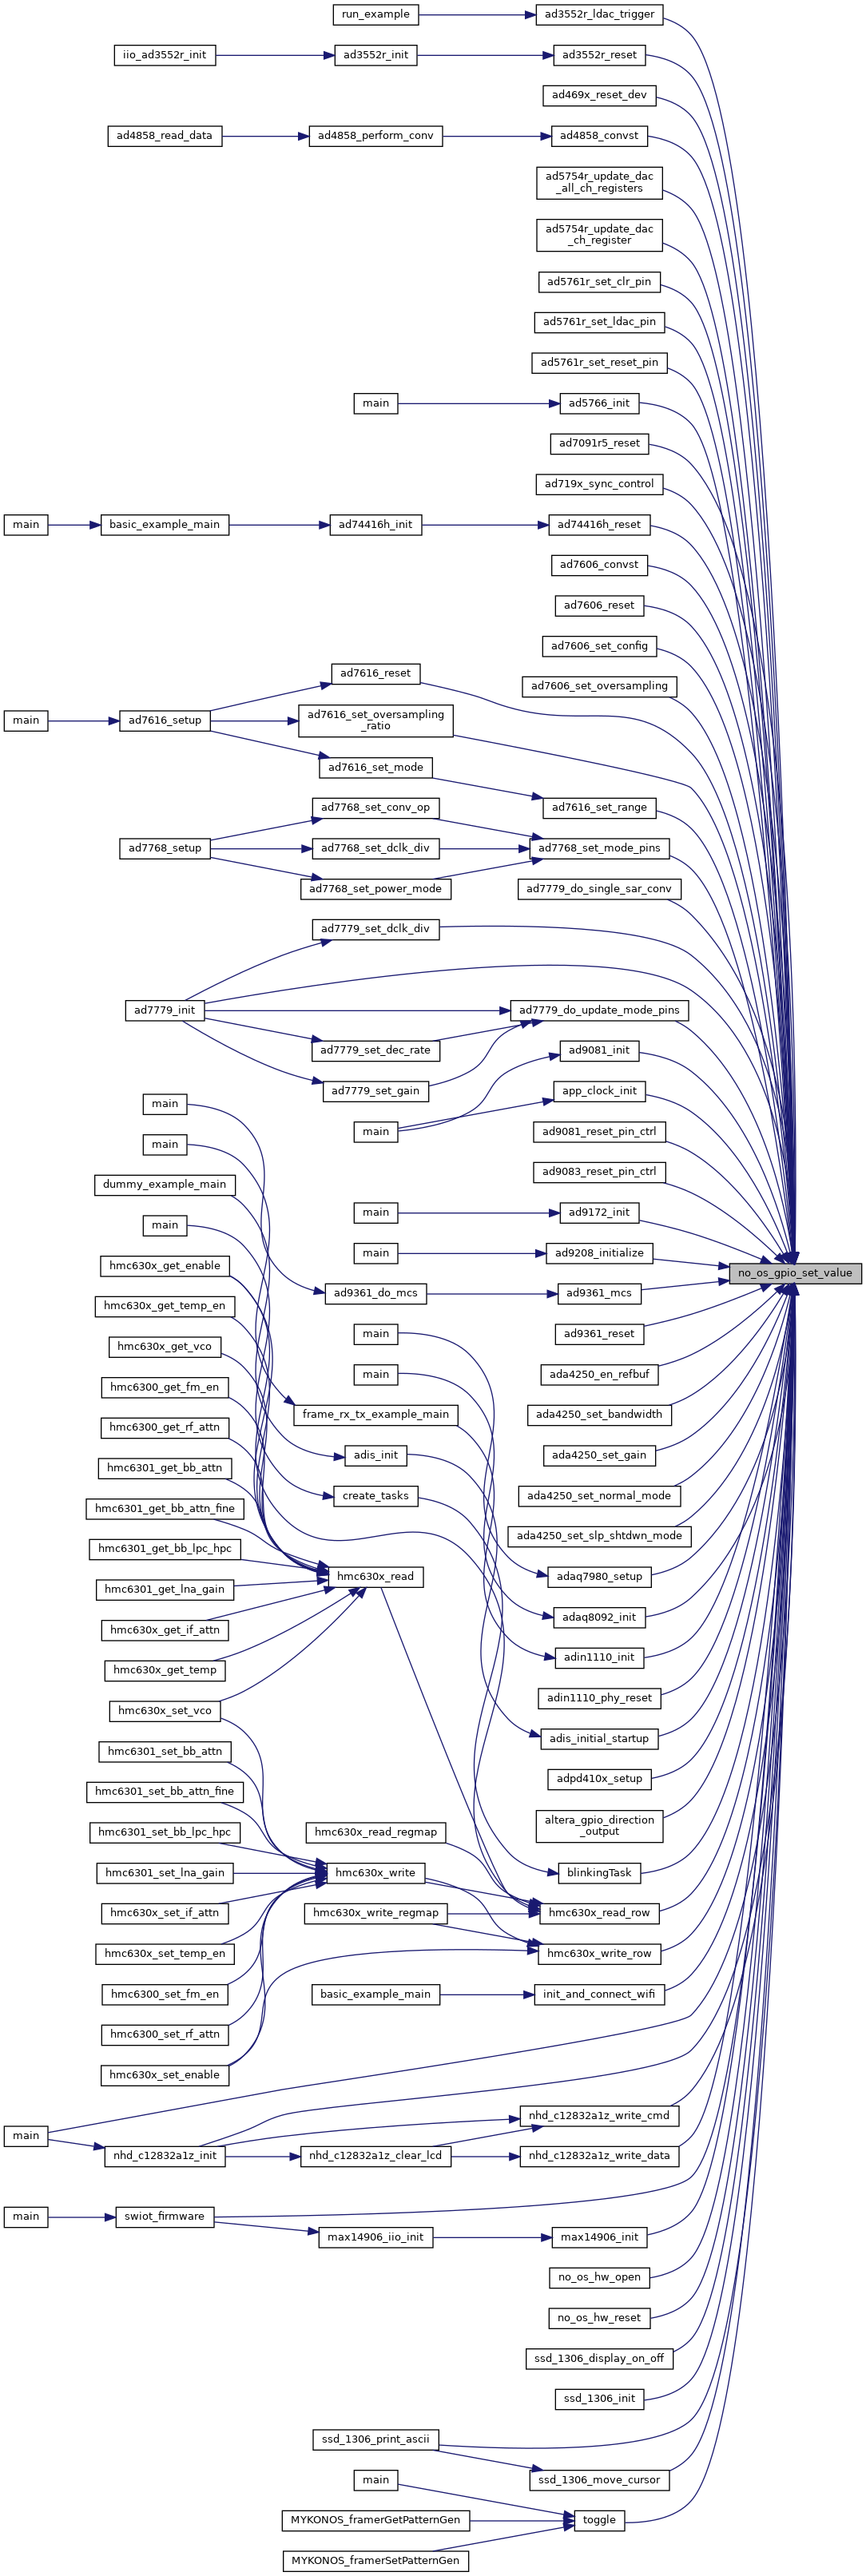 run_example
ad3552r_ldac_trigger
iio_ad3552r_init
ad3552r_init
ad3552r_reset
ad469x_reset_dev
ad4858_read_data
ad4858_perform_conv
ad4858_convst
ad5754r_update_dac
_all_ch_registers
ad5754r_update_dac
_ch_register
ad5761r_set_clr_pin
ad5761r_set_ldac_pin
ad5761r_set_reset_pin
main
ad5766_init
ad7091r5_reset
ad719x_sync_control
main
basic_example_main
ad74416h_init
ad74416h_reset
ad7606_convst
ad7606_reset
ad7606_set_config
ad7616_reset
ad7606_set_oversampling
main
ad7616_setup
ad7616_set_oversampling
_ratio
ad7616_set_mode
ad7616_set_range
ad7768_set_conv_op
ad7768_setup
ad7768_set_dclk_div
ad7768_set_mode_pins
ad7768_set_power_mode
ad7779_do_single_sar_conv
ad7779_set_dclk_div
ad7779_init
ad7779_do_update_mode_pins
ad7779_set_dec_rate
ad9081_init
ad7779_set_gain
app_clock_init
main
main
ad9081_reset_pin_ctrl
main
ad9083_reset_pin_ctrl
dummy_example_main
main
ad9172_init
main
main
ad9208_initialize
hmc630x_get_enable
no_os_gpio_set_value
ad9361_do_mcs
ad9361_mcs
hmc630x_get_temp_en
main
ad9361_reset
hmc630x_get_vco
main
ada4250_en_refbuf
hmc6300_get_fm_en
frame_rx_tx_example_main
ada4250_set_bandwidth
hmc6300_get_rf_attn
adis_init
ada4250_set_gain
hmc6301_get_bb_attn
create_tasks
ada4250_set_normal_mode
hmc6301_get_bb_attn_fine
ada4250_set_slp_shtdwn_mode
hmc6301_get_bb_lpc_hpc
hmc630x_read
adaq7980_setup
hmc6301_get_lna_gain
adaq8092_init
hmc630x_get_if_attn
adin1110_init
hmc630x_get_temp
adin1110_phy_reset
hmc630x_set_vco
adis_initial_startup
hmc6301_set_bb_attn
adpd410x_setup
hmc6301_set_bb_attn_fine
altera_gpio_direction
_output
hmc6301_set_bb_lpc_hpc
hmc630x_read_regmap
hmc6301_set_lna_gain
hmc630x_write
blinkingTask
hmc630x_set_if_attn
hmc630x_write_regmap
hmc630x_read_row
hmc630x_set_temp_en
hmc630x_write_row
hmc6300_set_fm_en
basic_example_main
init_and_connect_wifi
hmc6300_set_rf_attn
hmc630x_set_enable
nhd_c12832a1z_write_cmd
main
nhd_c12832a1z_init
nhd_c12832a1z_clear_lcd
nhd_c12832a1z_write_data
main
swiot_firmware
max14906_iio_init
max14906_init
no_os_hw_open
no_os_hw_reset
ssd_1306_display_on_off
ssd_1306_init
ssd_1306_print_ascii
main
ssd_1306_move_cursor
MYKONOS_framerGetPatternGen
toggle
MYKONOS_framerSetPatternGen